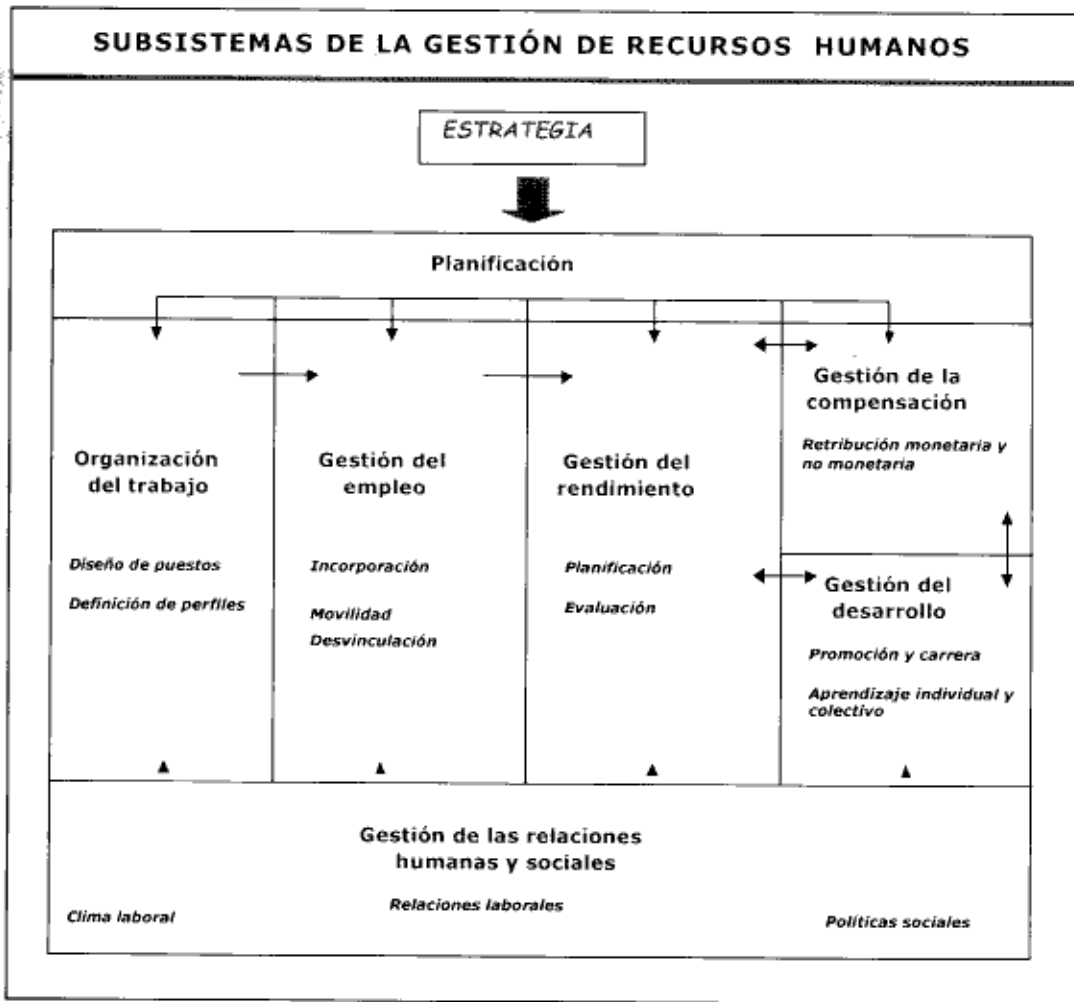 SUBSISTEMAS DE LA GESTIÓN DE RECURSOS HUMANOS
ESTRATEGIA
Planificación
Organización
del trabajo
Diseño de puestos
Definición de perfiles
Gestión del
empleo
Incorporación
Movilidad
Desvinculación
Gestión del
rendimiento
Planificación
Evaluación
Gestión de la
compensación
Retribución monetaria y
no monetaria
Gestión del
desarrollo
Promoción y carrera
Aprendizaje individual y
colectivo
Gestión de las relaciones
humanas y sociales
Clima laboral
Relaciones laborales
Políticas sociales